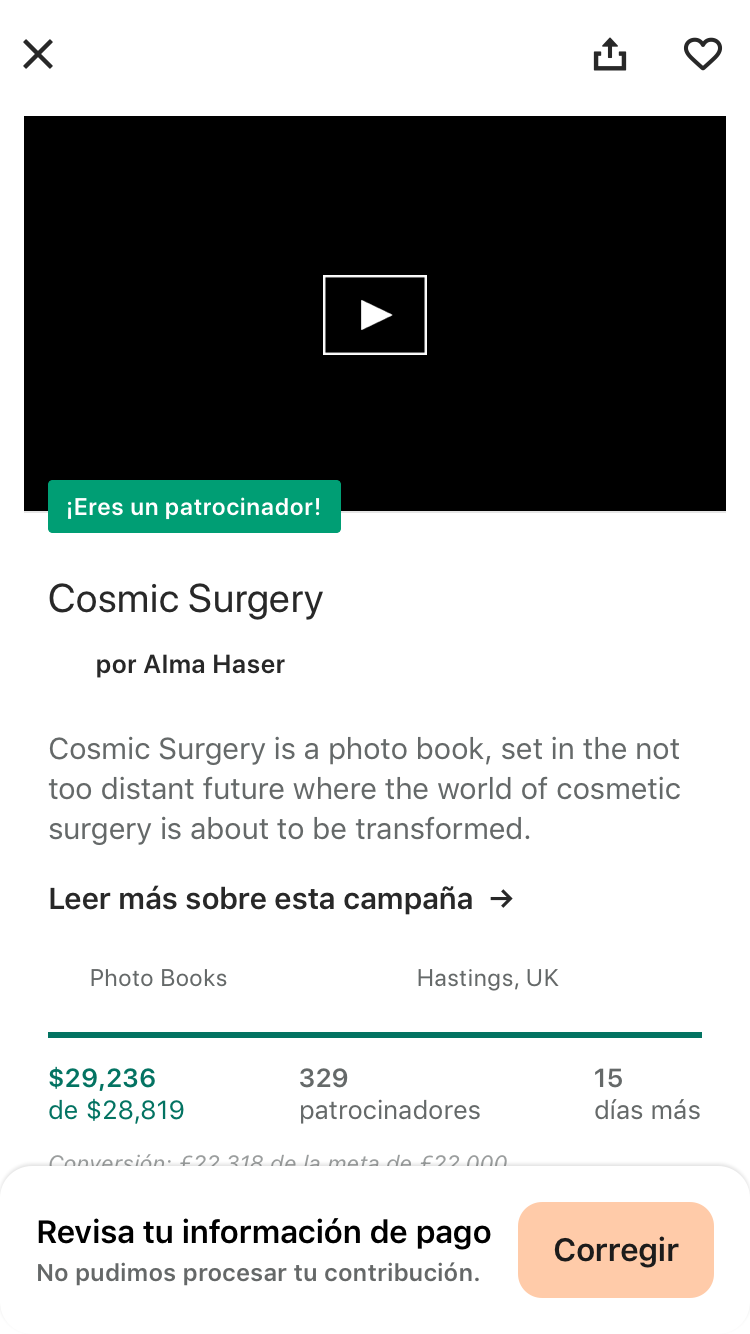 ¡Eres un patrocinador!
Cosmic Surgery
por Alma Haser
Cosmic Surgery is a photo book, set in the not
too distant future where the world of cosmetic
surgery is about to be transformed.
Leer más sobre esta campaña →
Photo Books
Hastings, UK
$29,236
de $28,819
329
patrocinadores
15
días más
Conversión: £22,318 de la meta de £22,000
Revisa tu información de pago
No pudimos procesar tu contribución.
Corregir